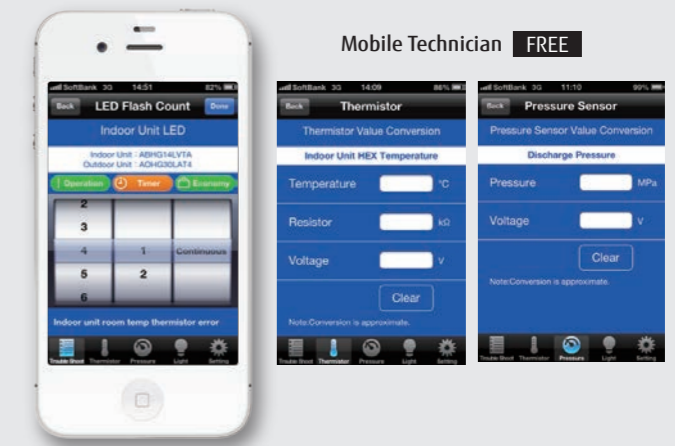 Mobile Technician FREE
SoftBank 3G 14:51 82%
Back LED Flash Count Done
Indoor Unit LED
Indoor Unit : ABHG14LVTA
Outdoor Unit : AOHG30LAT4
Operation Timer Economy
2
3
4 1 Continuous
5 2
6
Indoor unit room temp thermistor error
Trouble Shoot Thermistor Pressure Light Setting
SoftBank 3G 14:09 86%
Back Thermistor
Thermistor Value Conversion
Indoor Unit HEX Temperature
Temperature °C
Resistor kΩ
Voltage V
Clear
Note:Conversion is approximate.
Trouble Shoot Thermistor Pressure Light Setting
SoftBank 3G 11:10 99%
Back Pressure Sensor
Pressure Sensor Value Conversion
Discharge Pressure
Pressure MPa
Voltage V
Clear
Note:Conversion is approximate.
Trouble Shoot Thermistor Pressure Light Setting